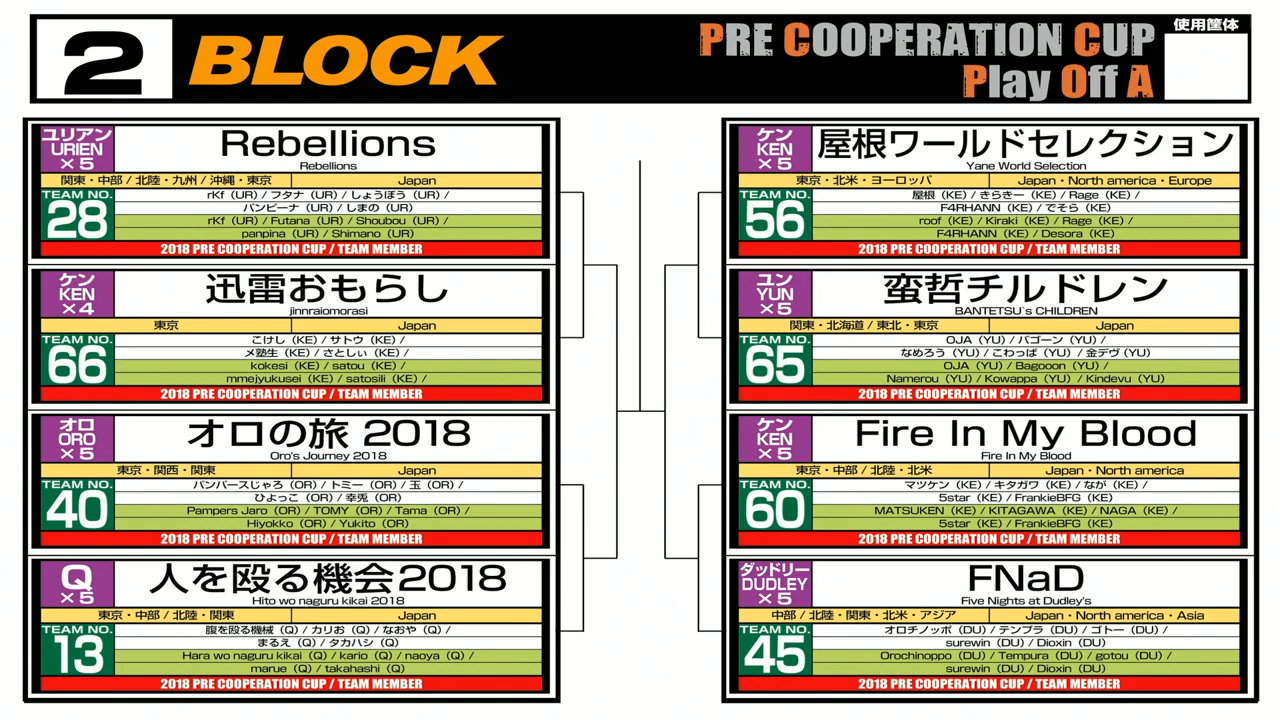 2 BLOCK
PRE COOPERATION CUP
Play Off A
使用筐体
ユリアン
URIEN
×5
Rebellions
Rebellions
関東・中部 / 北陸・九州 / 沖縄・東京
Japan
TEAM NO.
28
rKf（UR）/ フタナ（UR）/ しょうぼう（UR）/
パンピーナ（UR）/ しまの（UR）
rKf（UR）/ Futana（UR）/ Shoubou（UR）/
panpina（UR）/ Shimano（UR）
2018 PRE COOPERATION CUP / TEAM MEMBER
ケン
KEN
×4
迅雷おもらし
jinnraiomorasi
東京
Japan
TEAM NO.
66
こけし（KE）/ サトウ（KE）/
メ塾生（KE）/ さとしぃ（KE）/
kokesi（KE）/ satou（KE）/
mmejyukusei（KE）/ satosili（KE）/
2018 PRE COOPERATION CUP / TEAM MEMBER
オロ
ORO
×5
オロの旅 2018
Oro's Journey 2018
東京・関西・関東
Japan
TEAM NO.
40
パンパースじゃろ（OR）/ トミー（OR）/ 玉（OR）/
ひよっこ（OR）/ 幸兎（OR）
Pampers Jaro（OR）/ TOMY（OR）/ Tama（OR）/
Hiyokko（OR）/ Yukito（OR）
2018 PRE COOPERATION CUP / TEAM MEMBER
Q
×5
人を殴る機会2018
Hito wo naguru kikai 2018
東京・中部 / 北陸・関東
Japan
TEAM NO.
13
腹を殴る機械（Q）/ カリお（Q）/ なおや（Q）/
まるえ（Q）/ タカハシ（Q）
Hara wo naguru kikai（Q）/ kario（Q）/ naoya（Q）/
marue（Q）/ takahashi（Q）
2018 PRE COOPERATION CUP / TEAM MEMBER
ケン
KEN
×5
屋根ワールドセレクション
Yane World Selection
東京・北米・ヨーロッパ
Japan・North america・Europe
TEAM NO.
56
屋根（KE）/ きらきー（KE）/ Rage（KE）/
F4RHANN（KE）/ でそら（KE）
roof（KE）/ Kiraki（KE）/ Rage（KE）/
F4RHANN（KE）/ Desora（KE）
2018 PRE COOPERATION CUP / TEAM MEMBER
ユン
YUN
×5
蛮哲チルドレン
BANTETSU`s CHILDREN
関東・北海道 / 東北・東京
Japan
TEAM NO.
65
OJA（YU）/ バゴーン（YU）/
なめろう（YU）/ こわっぱ（YU）/ 金デヴ（YU）
OJA（YU）/ Bagooon（YU）/
Namerou（YU）/ Kowappa（YU）/ Kindevu（YU）
2018 PRE COOPERATION CUP / TEAM MEMBER
ケン
KEN
×5
Fire In My Blood
Fire In My Blood
東京・中部 / 北陸・北米
Japan・North america
TEAM NO.
60
マツケン（KE）/ キタガワ（KE）/ なが（KE）/
5star（KE）/ FrankieBFG（KE）
MATSUKEN（KE）/ KITAGAWA（KE）/ NAGA（KE）/
5star（KE）/ FrankieBFG（KE）
2018 PRE COOPERATION CUP / TEAM MEMBER
ダッドリー
DUDLEY
×5
FNaD
Five Nights at Dudley's
中部 / 北陸・関東・北米・アジア
Japan・North america・Asia
TEAM NO.
45
オロチノッポ（DU）/ テンプラ（DU）/ ゴトー（DU）/
surewin（DU）/ Dioxin（DU）
Orochinoppo（DU）/ Tempura（DU）/ gotou（DU）/
surewin（DU）/ Dioxin（DU）
2018 PRE COOPERATION CUP / TEAM MEMBER